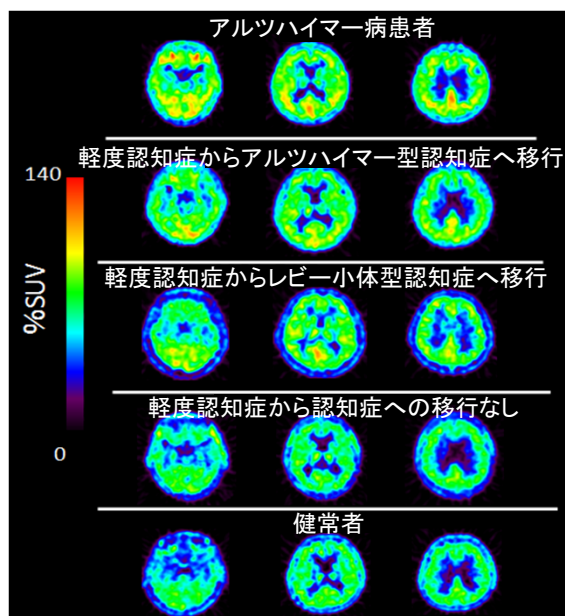 アルツハイマー病患者
軽度認知症からアルツハイマー型認知症へ移行
140
%SUV
軽度認知症からレビー小体型認知症へ移行
軽度認知症から認知症への移行なし
0
健常者